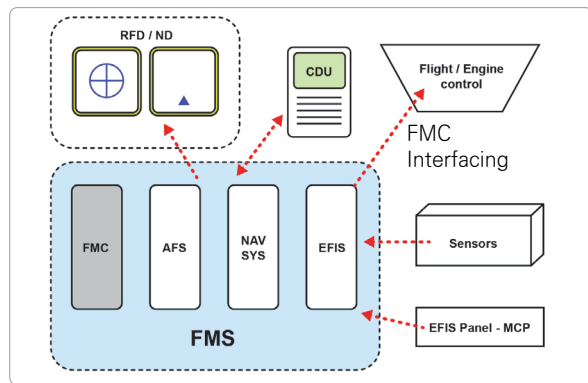 RFD / ND
CDU
Flight / Engine
control
FMC
Interfacing
FMC
AFS
NAV
SYS
EFIS
Sensors
FMS
EFIS Panel - MCP